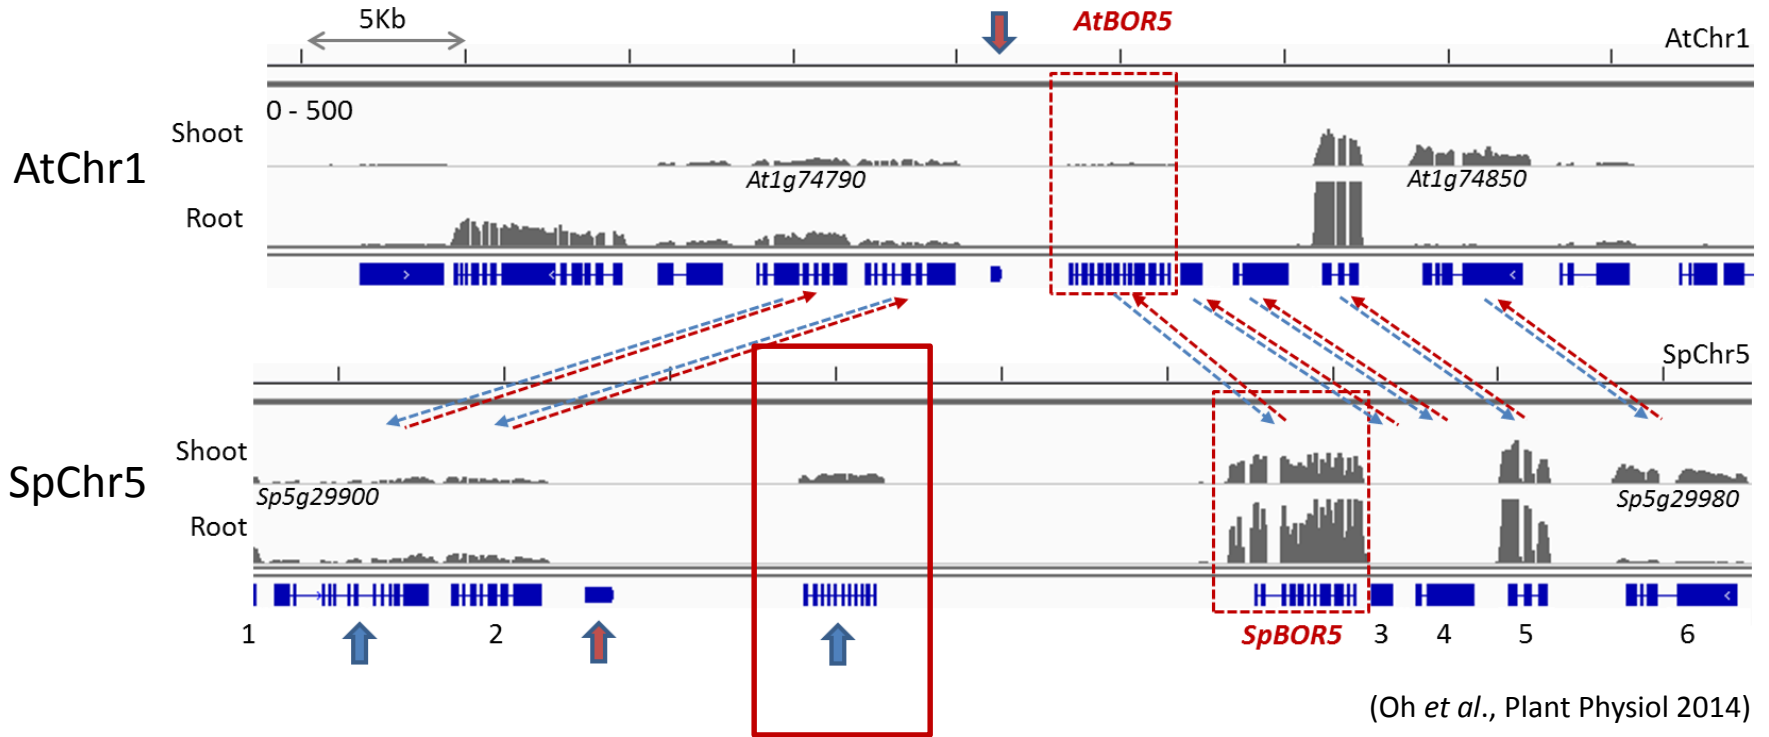 5Kb
AtBOR5
AtChr1
0 - 500
Shoot
AtChr1
At1g74790
At1g74850
Root
SpChr5
Shoot
SpChr5
Sp5g29900
Sp5g29980
Root
1
2
SpBOR5
3
4
5
6
(Oh et al., Plant Physiol 2014)